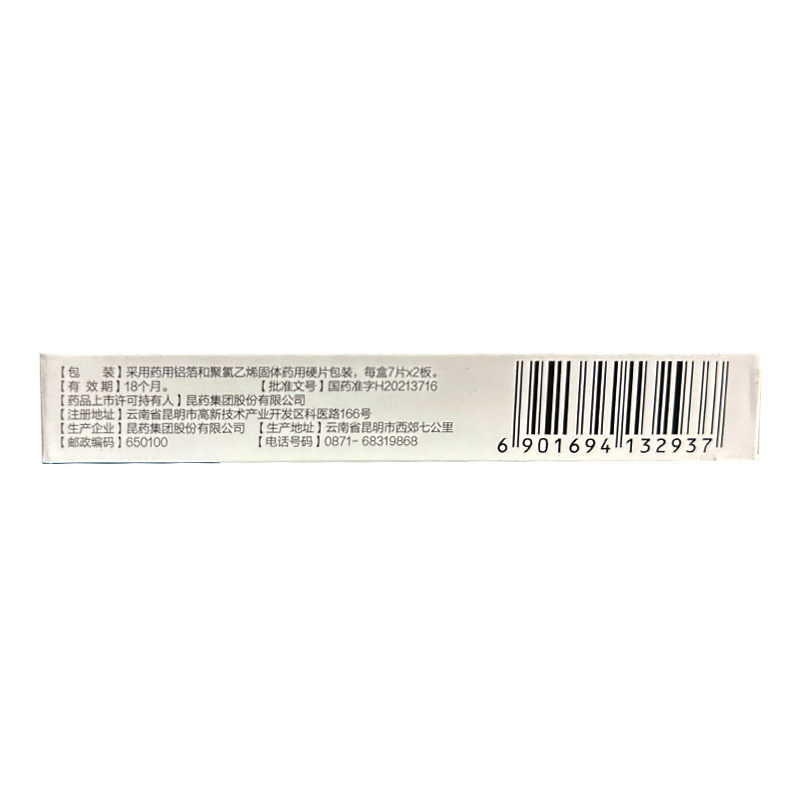 【包 装】采用药用铝箔和聚氯乙烯固体药用硬片包装，每盒7片x2板。
【有 效 期】18个月。 【批准文号】国药准字H20213716
【药品上市许可持有人】昆药集团股份有限公司
【注册地址】云南省昆明市高新技术产业开发区科医路166号
【生产企业】昆药集团股份有限公司 【生产地址】云南省昆明市西郊七公里
【邮政编码】650100 【电话号码】0871-68319868
6 901694 132937